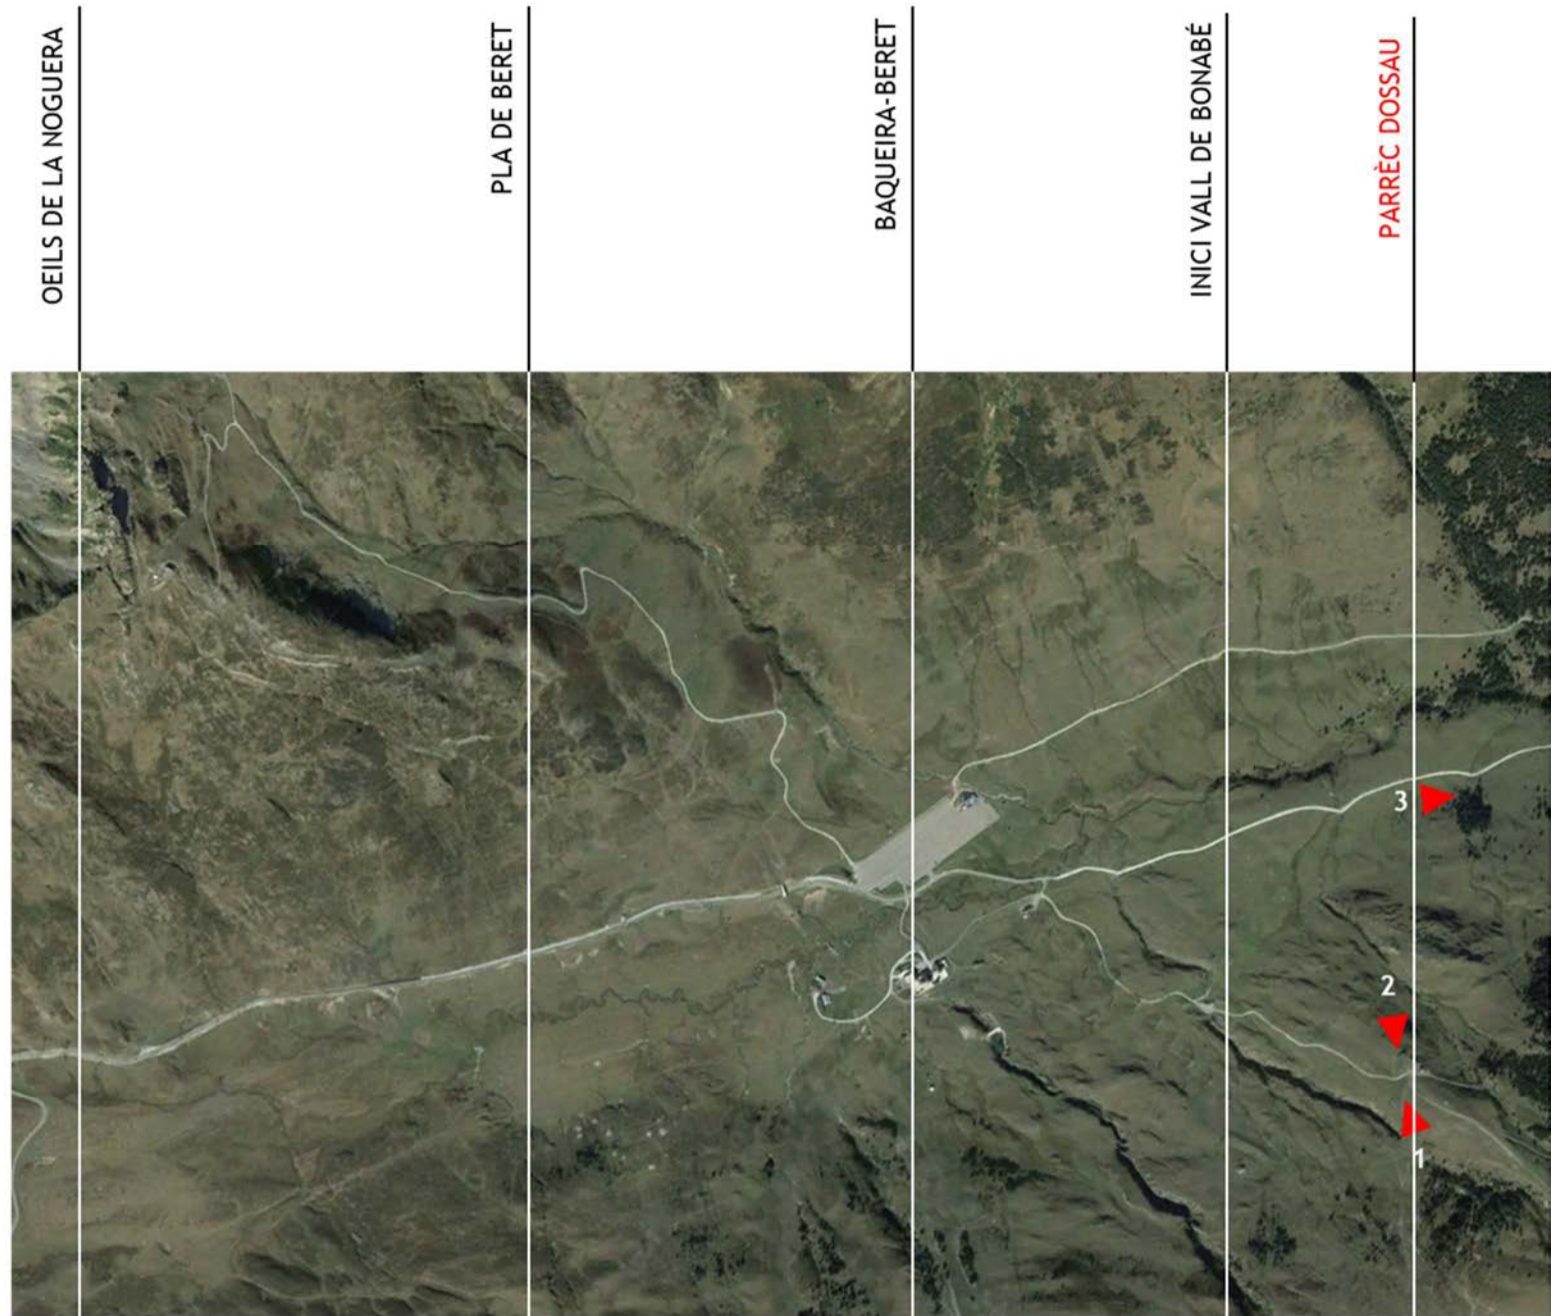 OEILS DE LA NOGUERA
PLA DE BERET
BAQUEIRA-BERET
INICI VALL DE BONABÉ
PARRÈC DOSSAU
3
2
1